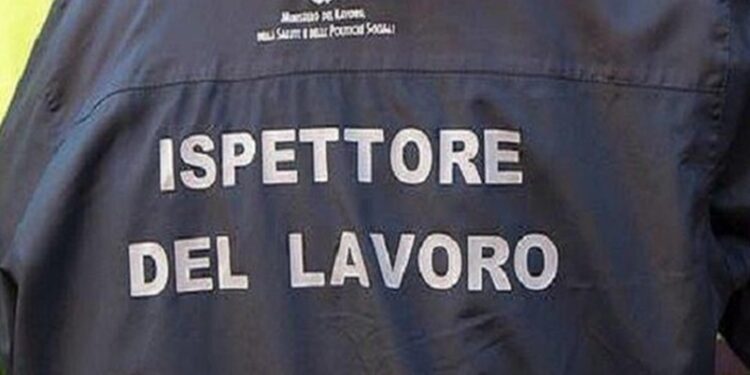 MINISTERO DEL LAVORO,
DELLA SALUTE E DELLE POLITICHE SOCIALI
ISPETTORE
DEL LAVORO